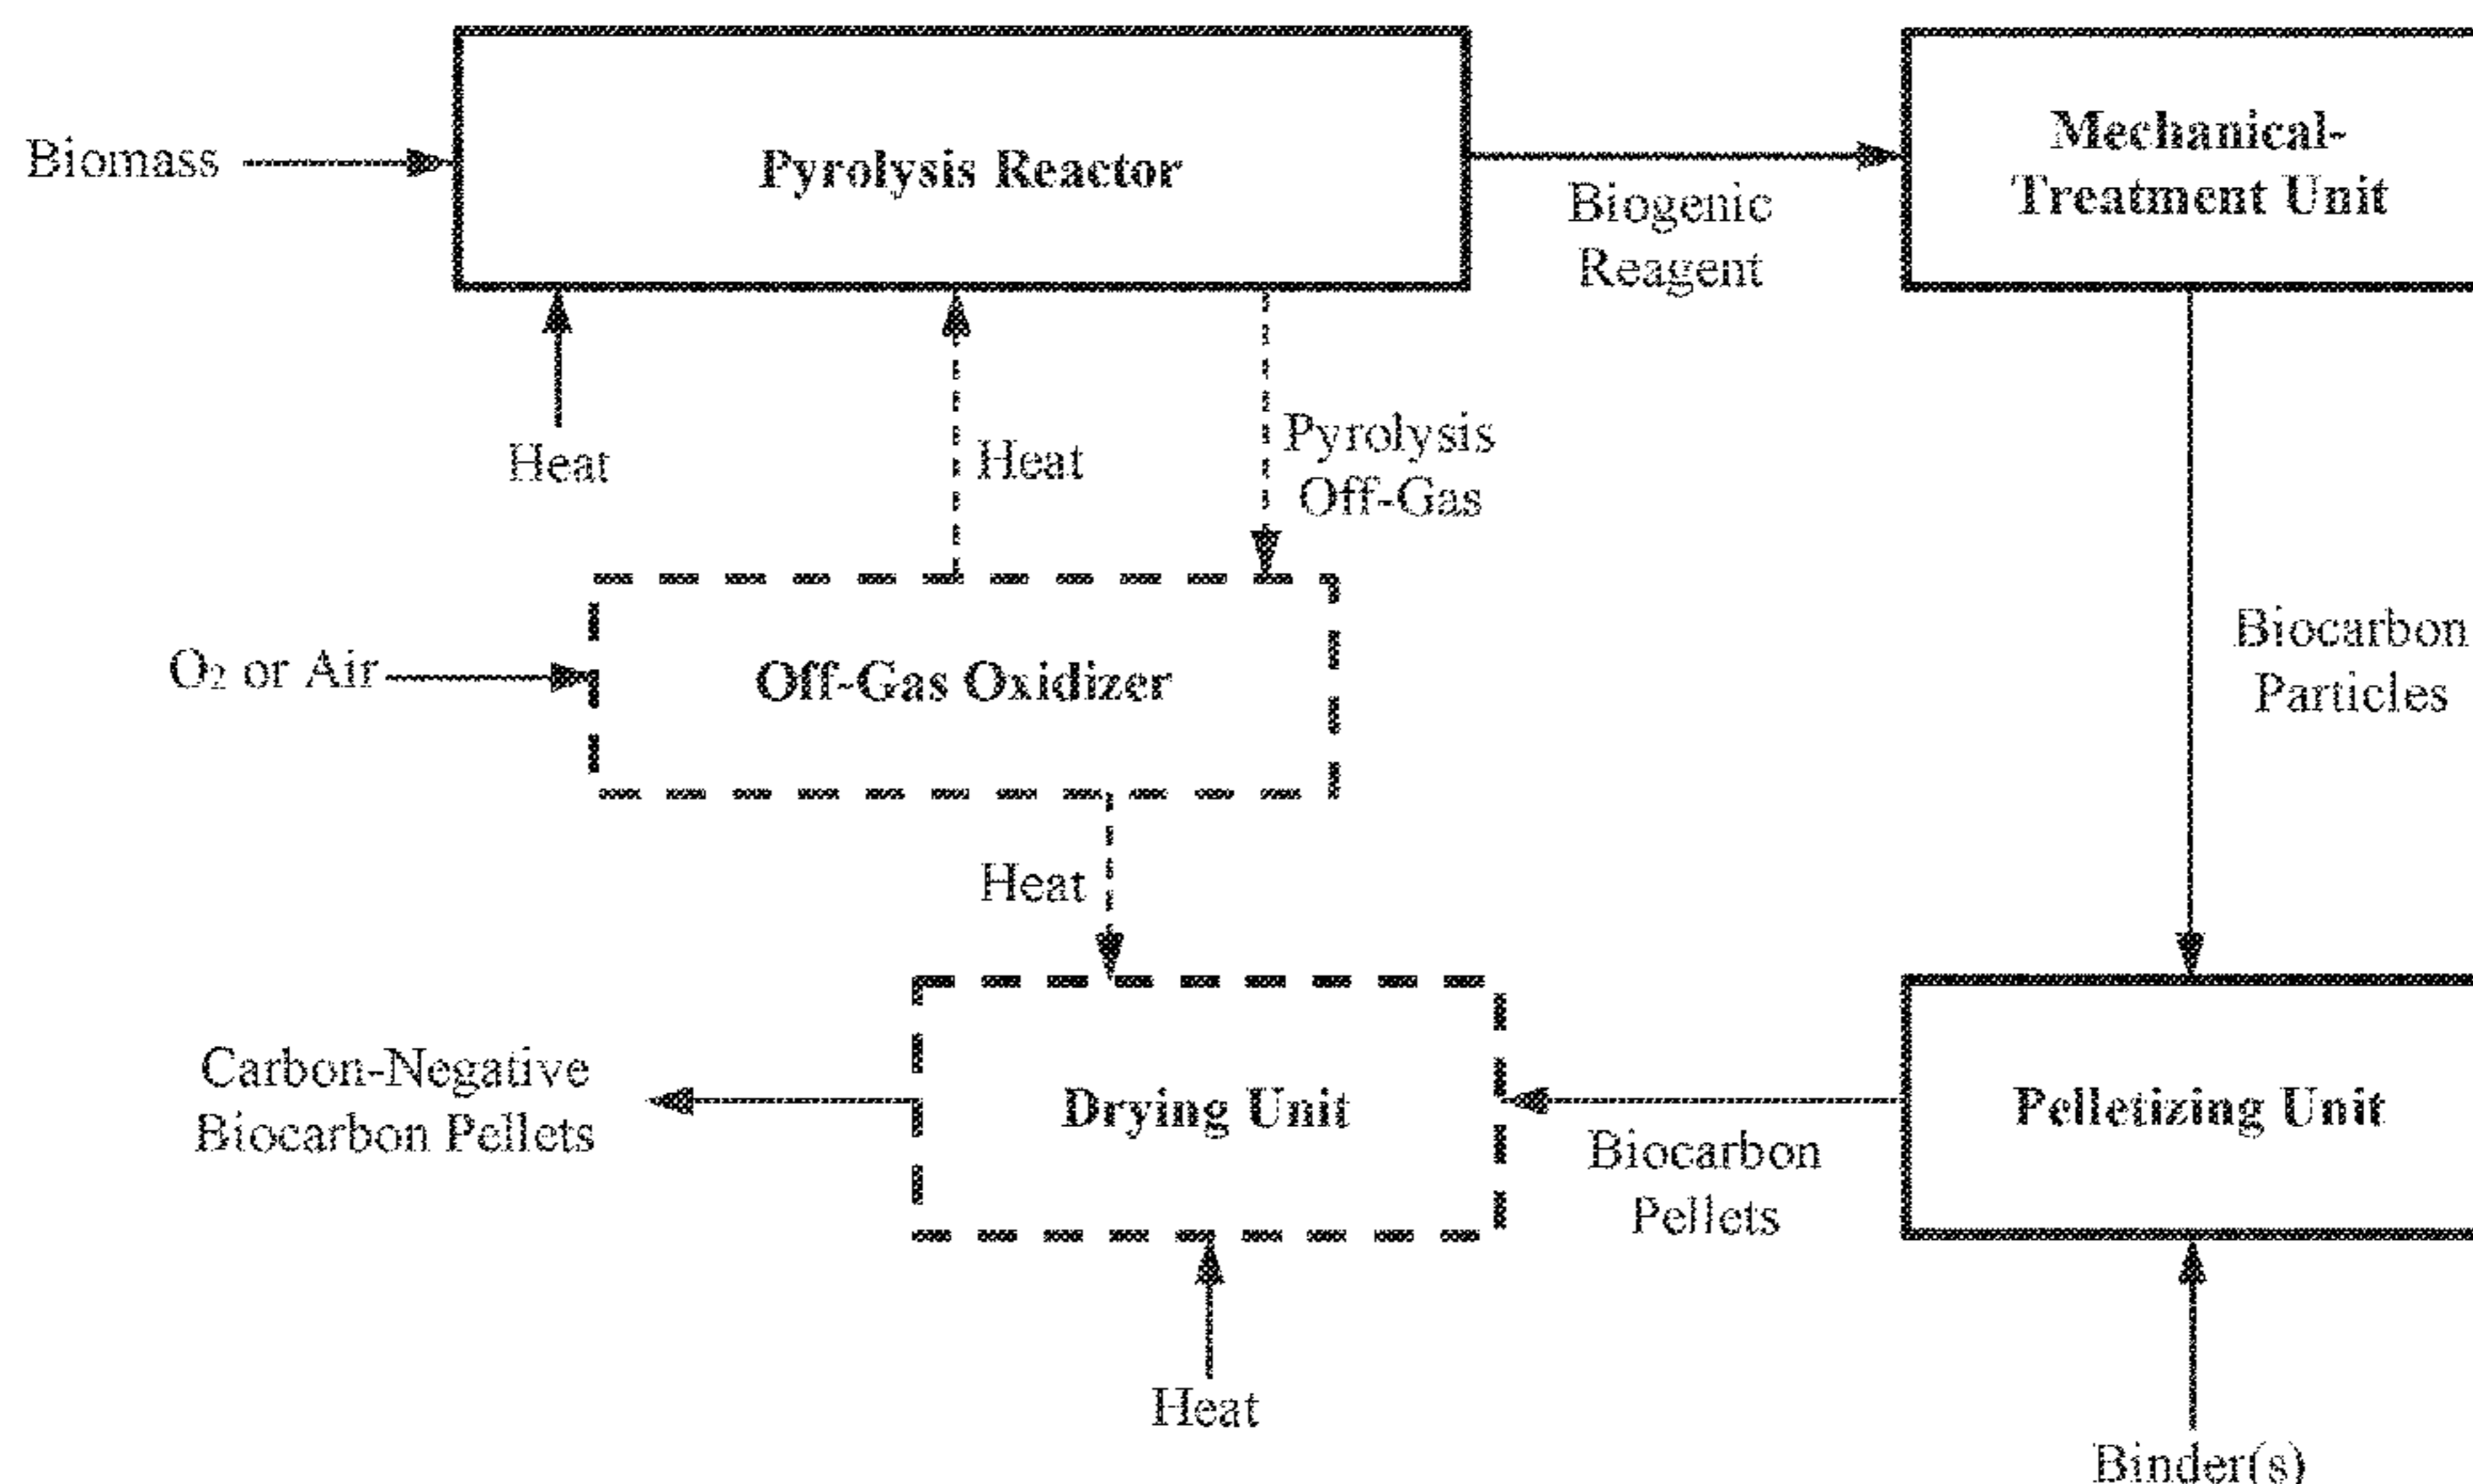 Biomass
Pyrolysis Reactor
Biogenic
Reagent
Mechanical-
Treatment Unit
Heat
Heat
Pyrolysis
Off-Gas
O₂ or Air
Off-Gas Oxidizer
Biocarbon
Particles
Heat
Carbon-Negative
Biocarbon Pellets
Drying Unit
Biocarbon
Pellets
Pelletizing Unit
Heat
Binder(s)